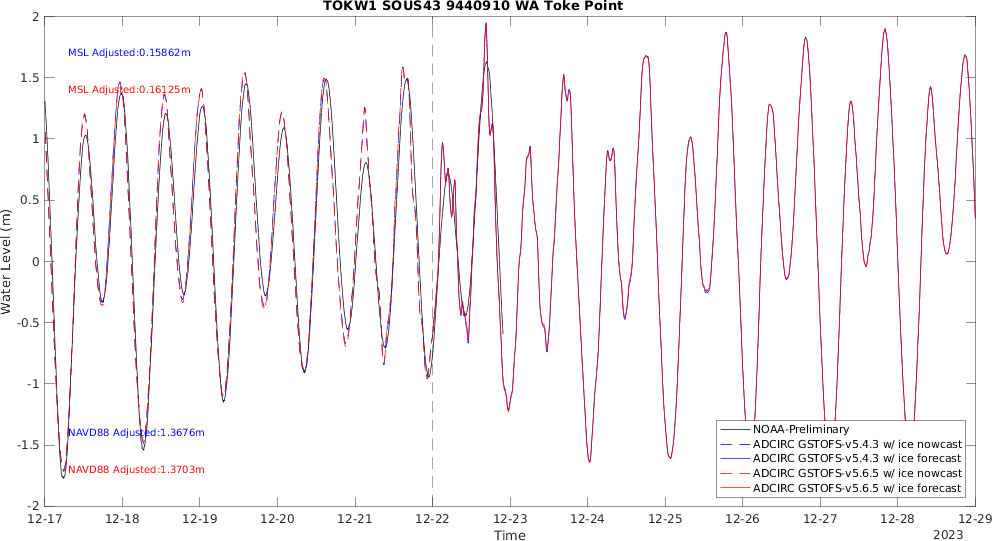 TOKW1 SOUS43 9440910 WA Toke Point
2
1.5
1
0.5
0
-0.5
-1
-1.5
-2
Water Level (m)
MSL Adjusted:0.15862m
MSL Adjusted:0.16125m
NAVD88 Adjusted:1.3676m
NAVD88 Adjusted:1.3703m
NOAA-Preliminary
ADCIRC GSTOFS-v5.4.3 w/ ice nowcast
ADCIRC GSTOFS-v5.4.3 w/ ice forecast
ADCIRC GSTOFS-v5.6.5 w/ ice nowcast
ADCIRC GSTOFS-v5.6.5 w/ ice forecast
12-17 12-18 12-19 12-20 12-21 12-22 12-23 12-24 12-25 12-26 12-27 12-28 12-29
Time
2023